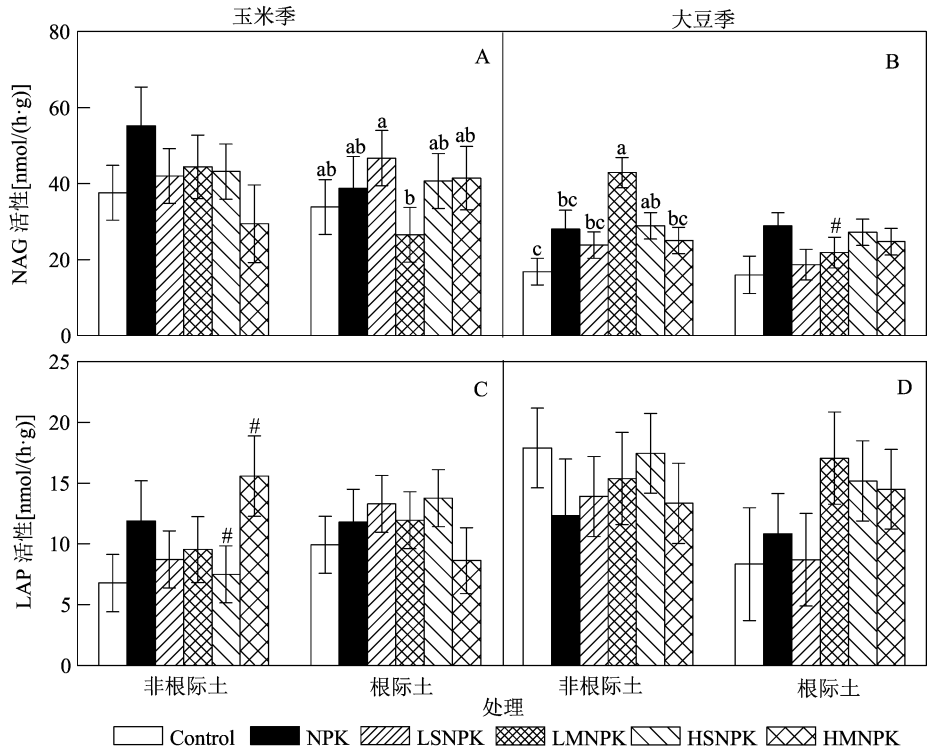 玉米季
大豆季
80
60
40
20
0
NAG 活性[nmol/(h·g)]
A
ab
ab
a
b
ab
ab
B
c
bc
bc
a
ab
bc
#
25
20
15
10
5
0
LAP 活性[nmol/(h·g)]
C
#
#
D
非根际土
根际土
非根际土
根际土
处理
Control
NPK
LSNPK
LMNPK
HSNPK
HMNPK